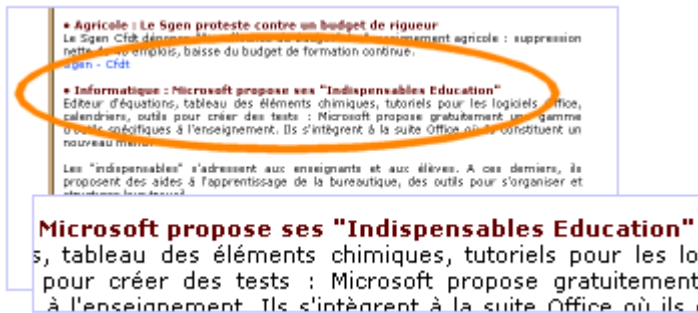 • Agricole : Le Sgen proteste contre un budget de rigueur
Le Sgen Cfdt enseignement agricole : suppression
nette de emplois, baisse du budget de formation continue.
Sgen - Cfdt
• Informatique : Microsoft propose ses "Indispensables Education"
Editeur d'équations, tableau des éléments chimiques, tutoriels pour les logiciels Office,
calendriers, outils pour créer des tests : Microsoft propose gratuitement une gamme
d'outils spécifiques à l'enseignement. Ils s'intègrent à la suite Office où ils constituent un
nouveau menu.
Les "indispensables" s'adressent aux enseignants et aux élèves. A ces derniers, ils
proposent des aides à l'apprentissage de la bureautique, des outils pour s'organiser et
Microsoft propose ses "Indispensables Education"
s, tableau des éléments chimiques, tutoriels pour les lo
pour créer des tests : Microsoft propose gratuitement
à l'enseignement. Ils s'intègrent à la suite Office où ils